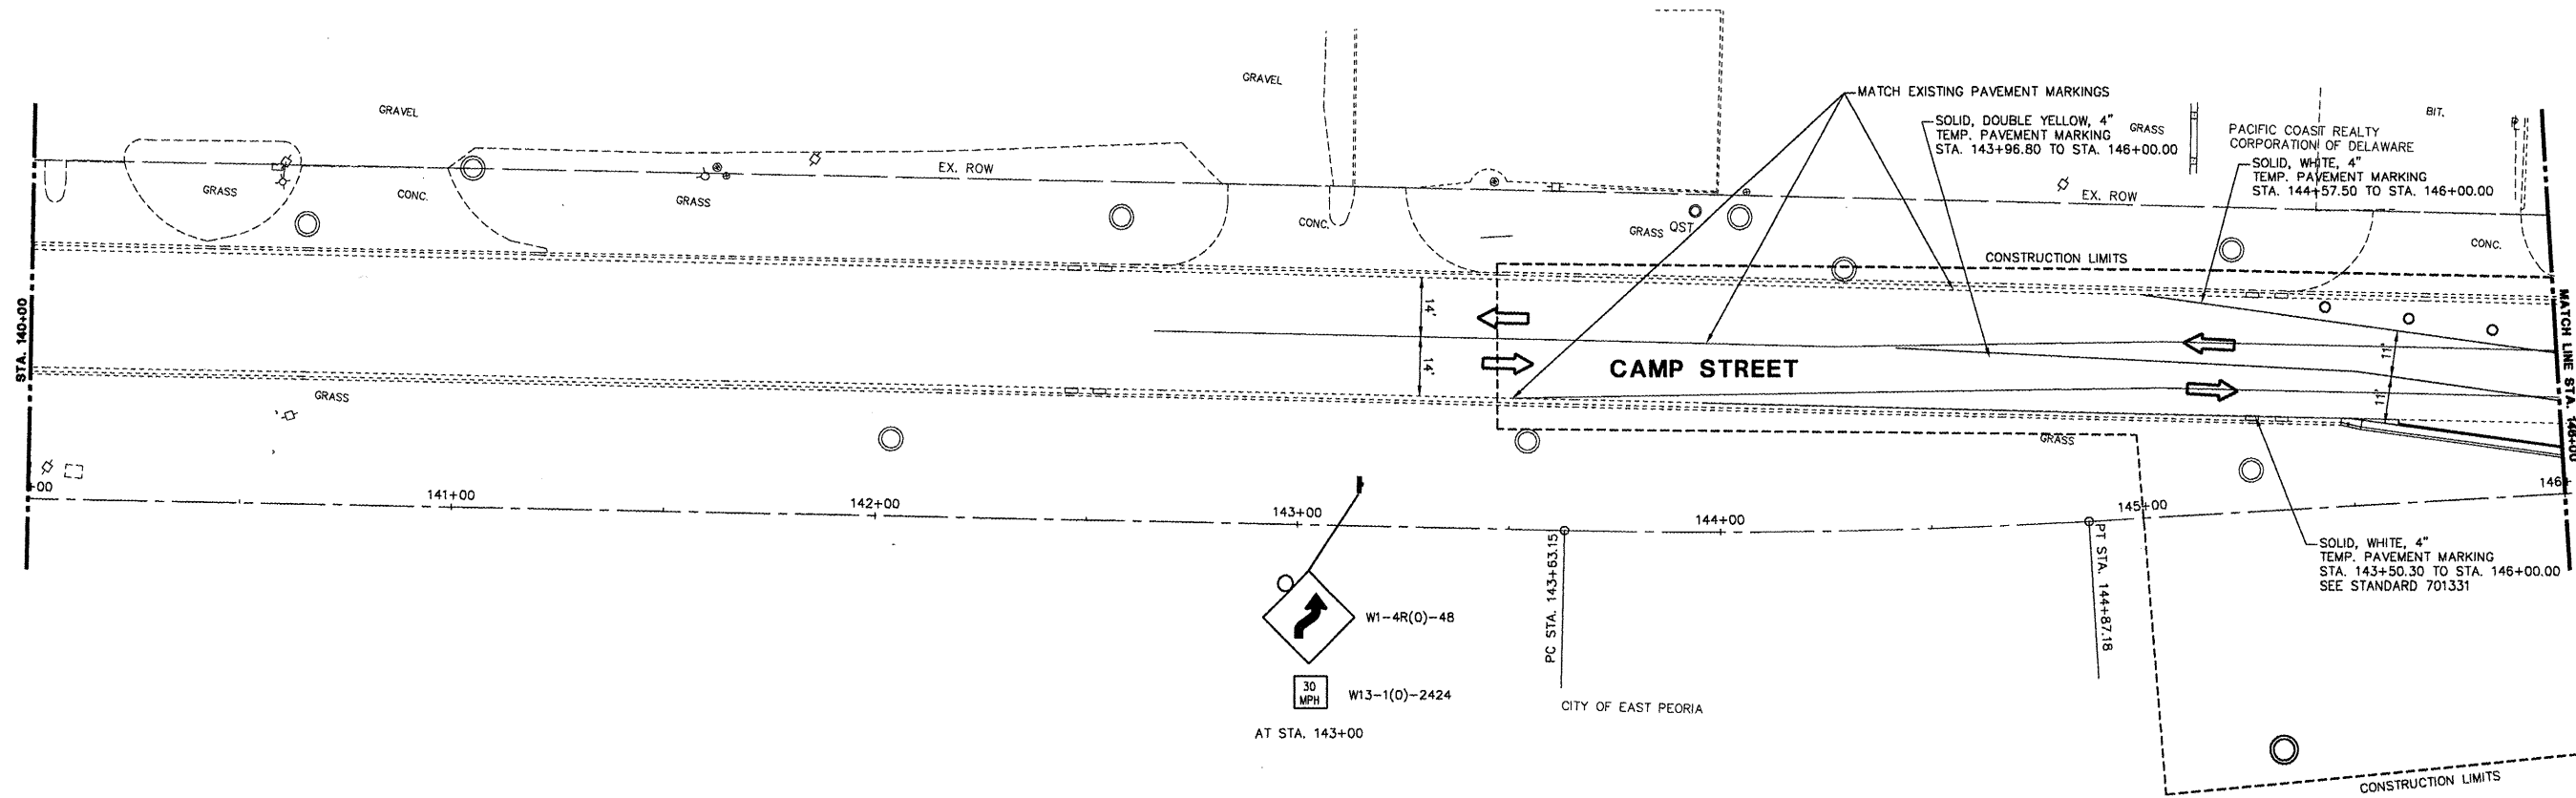 GRAVEL
GRAVEL
MATCH EXISTING PAVEMENT MARKINGS
SOLID, DOUBLE YELLOW, 4"
TEMP. PAVEMENT MARKING
STA. 143+96.80 TO STA. 146+00.00
GRASS
BIT.
PACIFIC COAST REALTY
CORPORATION OF DELAWARE
SOLID, WHITE, 4"
TEMP. PAVEMENT MARKING
STA. 144+57.50 TO STA. 146+00.00
P
EX. ROW
EX. ROW
GRASS
CONC.
GRASS
CONC.
GRASS
QST
CONC.
CONSTRUCTION LIMITS
STA. 140+00
14'
14'
CAMP STREET
11'
11'
MATCH LINE STA. 146+00
GRASS
GRASS
+00
141+00
142+00
143+00
144+00
145+00
146+
PC STA. 143+63.15
PT STA. 144+87.18
SOLID, WHITE, 4"
TEMP. PAVEMENT MARKING
STA. 143+50.30 TO STA. 146+00.00
SEE STANDARD 701331
W1-4R(O)-48
30
MPH
W13-1(O)-2424
AT STA. 143+00
CITY OF EAST PEORIA
CONSTRUCTION LIMITS